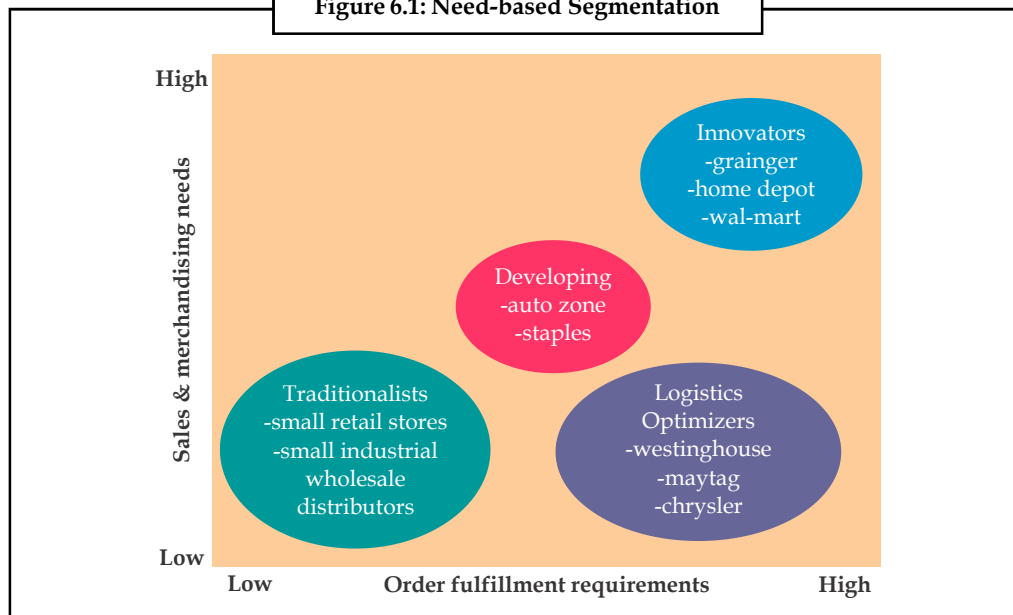 Figure 6.1: Need-based Segmentation
High
Sales & merchandising needs
Innovators
-grainger
-home depot
-wal-mart
Developing
-auto zone
-staples
Traditionalists
-small retail stores
-small industrial
wholesale
distributors
Logistics
Optimizers
-westinghouse
-maytag
-chrysler
Low
Low
Order fulfillment requirements
High